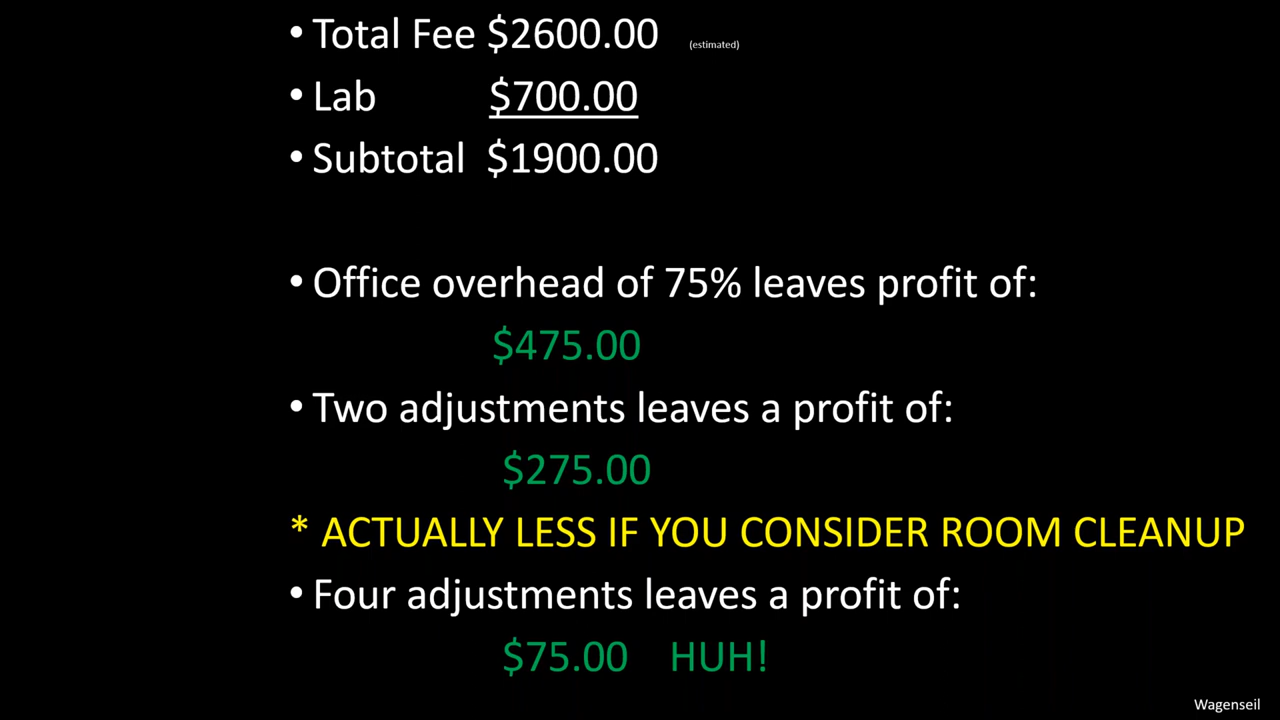 • Total Fee $2600.00 (estimated)
• Lab $700.00
• Subtotal $1900.00
• Office overhead of 75% leaves profit of:
$475.00
• Two adjustments leaves a profit of:
$275.00
* ACTUALLY LESS IF YOU CONSIDER ROOM CLEANUP
• Four adjustments leaves a profit of:
$75.00 HUH!
Wagenseil